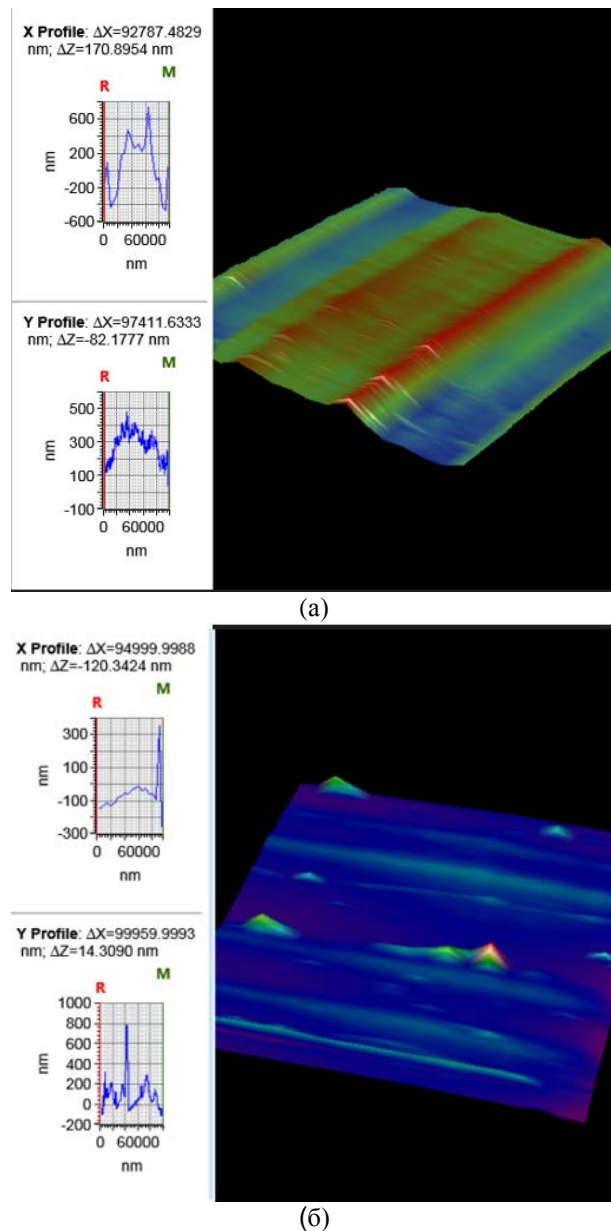 X Profile: ΔX=92787.4829
nm; ΔZ=170.8954 nm
M
R
600
200
-200
-600
nm
0 60000
nm
Y Profile: ΔX=97411.6333
nm; ΔZ=-82.1777 nm
M
R
500
300
100
-100
nm
0 60000
nm
(а)
X Profile: ΔX=94999.9988
nm; ΔZ=-120.3424 nm
M
R
300
100
-100
-300
nm
0 60000
nm
Y Profile: ΔX=99959.9993
nm; ΔZ=14.3090 nm
M
R
1000
800
600
400
200
0
-200
nm
0 60000
nm
(б)